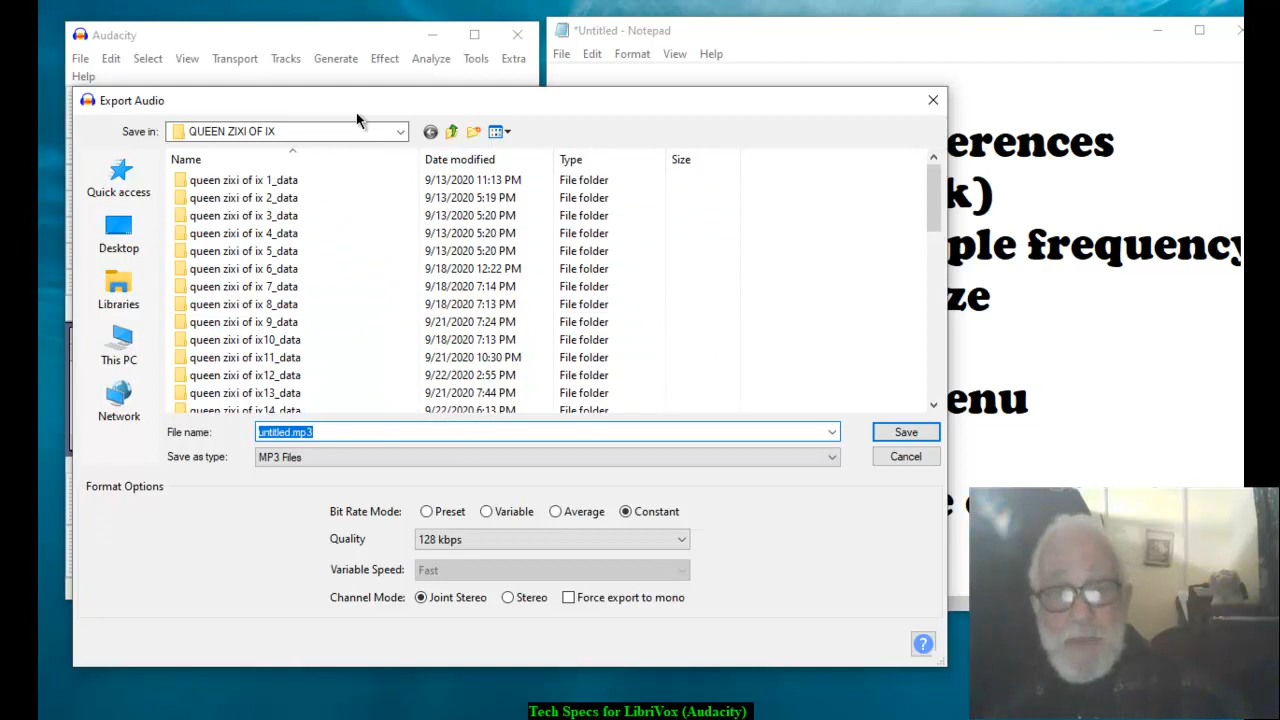 Audacity
File Edit Select View Transport Tracks Generate Effect Analyze Tools Extra
Help
*Untitled - Notepad
File Edit Format View Help
Export Audio
Save in: QUEEN ZIXI OF IX
Name Date modified Type Size
queen zixi of ix 1_data 9/13/2020 11:13 PM File folder
queen zixi of ix 2_data 9/13/2020 5:19 PM File folder
queen zixi of ix 3_data 9/13/2020 5:20 PM File folder
queen zixi of ix 4_data 9/13/2020 5:20 PM File folder
queen zixi of ix 5_data 9/13/2020 5:20 PM File folder
queen zixi of ix 6_data 9/18/2020 12:22 PM File folder
queen zixi of ix 7_data 9/18/2020 7:14 PM File folder
queen zixi of ix 8_data 9/18/2020 7:13 PM File folder
queen zixi of ix 9_data 9/21/2020 7:24 PM File folder
queen zixi of ix10_data 9/18/2020 7:13 PM File folder
queen zixi of ix11_data 9/21/2020 10:30 PM File folder
queen zixi of ix12_data 9/22/2020 2:55 PM File folder
queen zixi of ix13_data 9/21/2020 7:44 PM File folder
queen zixi of ix14_data 9/22/2020 6:13 PM File folder
Quick access
Desktop
Libraries
This PC
Network
File name: untitled.mp3 Save
Save as type: MP3 Files Cancel
Format Options
Bit Rate Mode: Preset Variable Average Constant
Quality 128 kbps
Variable Speed: Fast
Channel Mode: Joint Stereo Stereo Force export to mono
?
erences
k)
ple frequency
ze
enu
Tech Specs for LibriVox (Audacity)